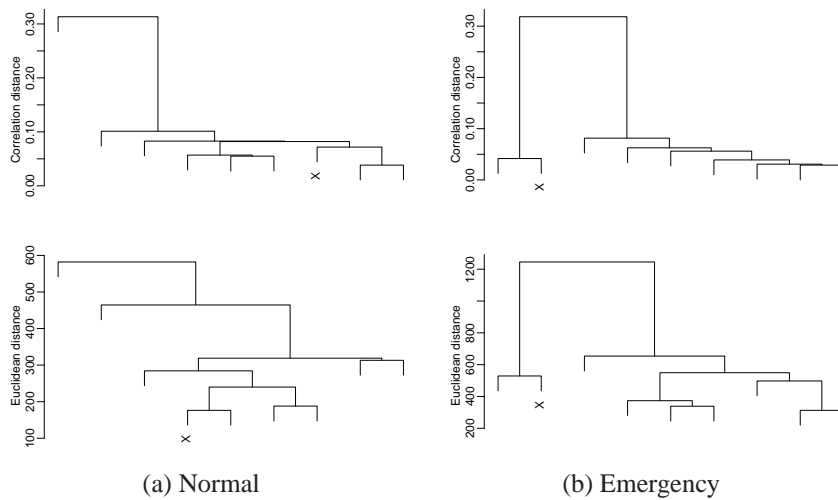 Correlation distance
0.00 0.10 0.20 0.30
X
Correlation distance
0.00 0.10 0.20 0.30
X
Euclidean distance
100 200 300 400 500 600
X
Euclidean distance
200 400 600 800 1200
X
(a) Normal
(b) Emergency